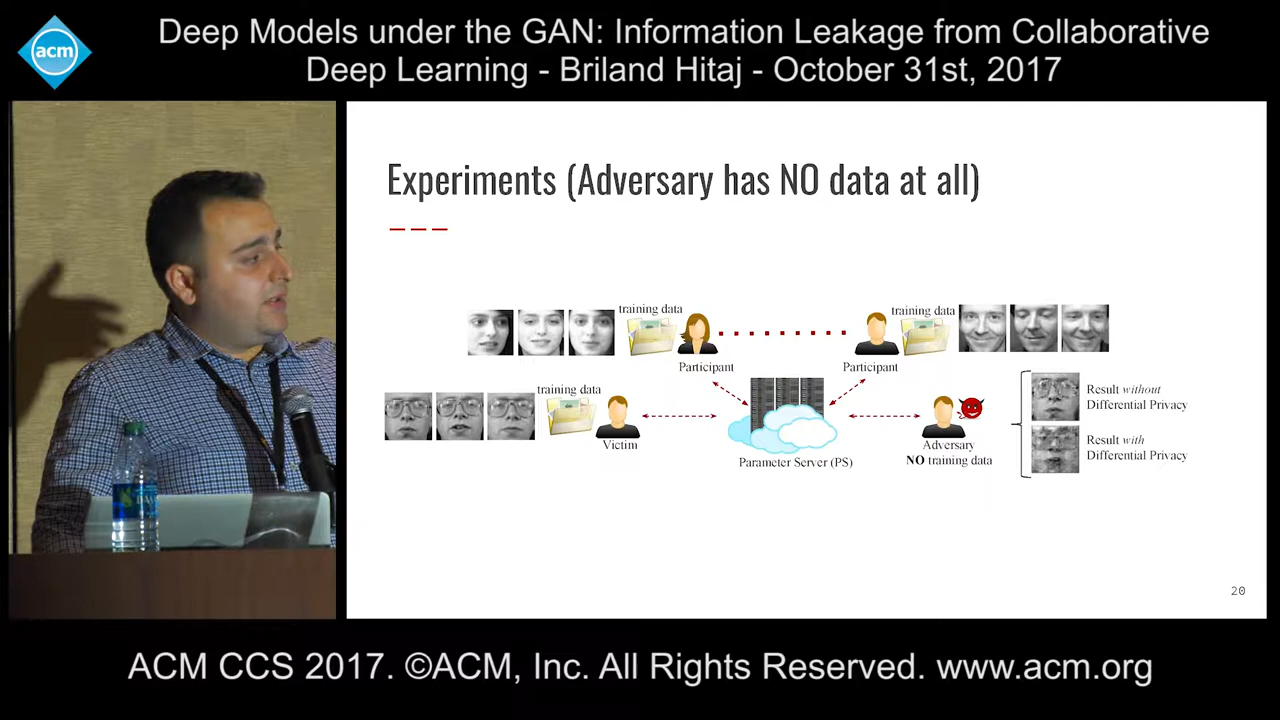 acm
Deep Models under the GAN: Information Leakage from Collaborative
Deep Learning - Briland Hitaj - October 31st, 2017
Experiments (Adversary has NO data at all)
training data
training data
Participant
Participant
training data
Victim
Parameter Server (PS)
Adversary
NO training data
Result without
Differential Privacy
Result with
Differential Privacy
20
ACM CCS 2017. ©ACM, Inc. All Rights Reserved. www.acm.org